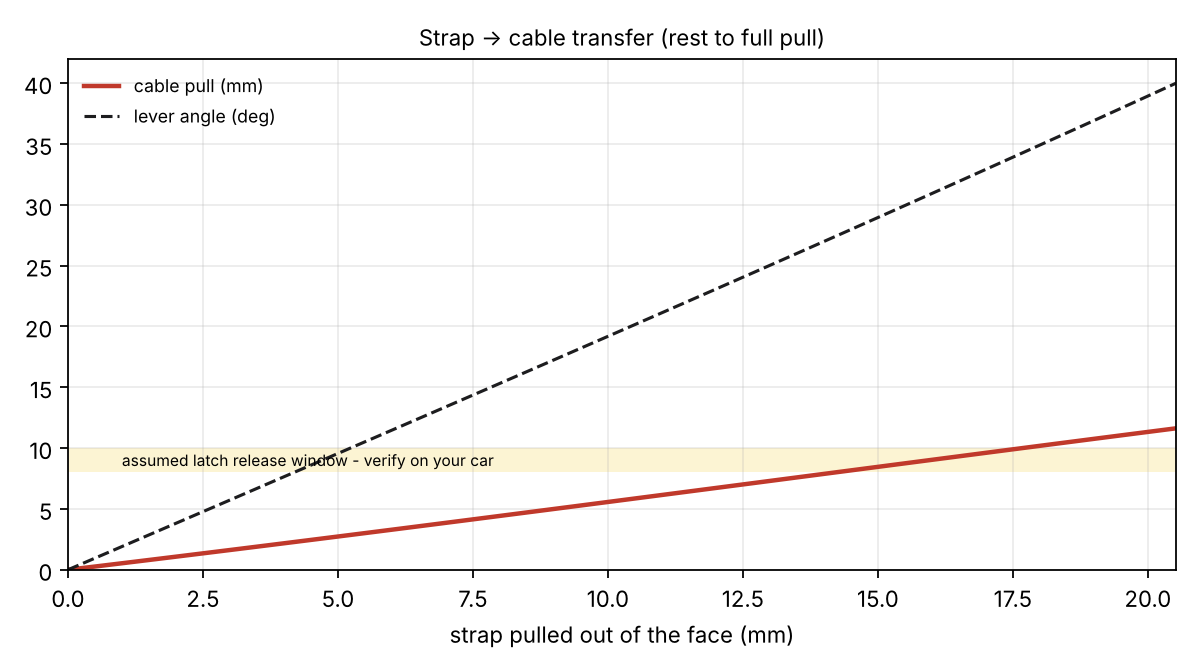 Strap → cable transfer (rest to full pull)
cable pull (mm)
lever angle (deg)
40
35
30
25
20
15
10
5
0
assumed latch release window - verify on your car
0.0 2.5 5.0 7.5 10.0 12.5 15.0 17.5 20.0
strap pulled out of the face (mm)